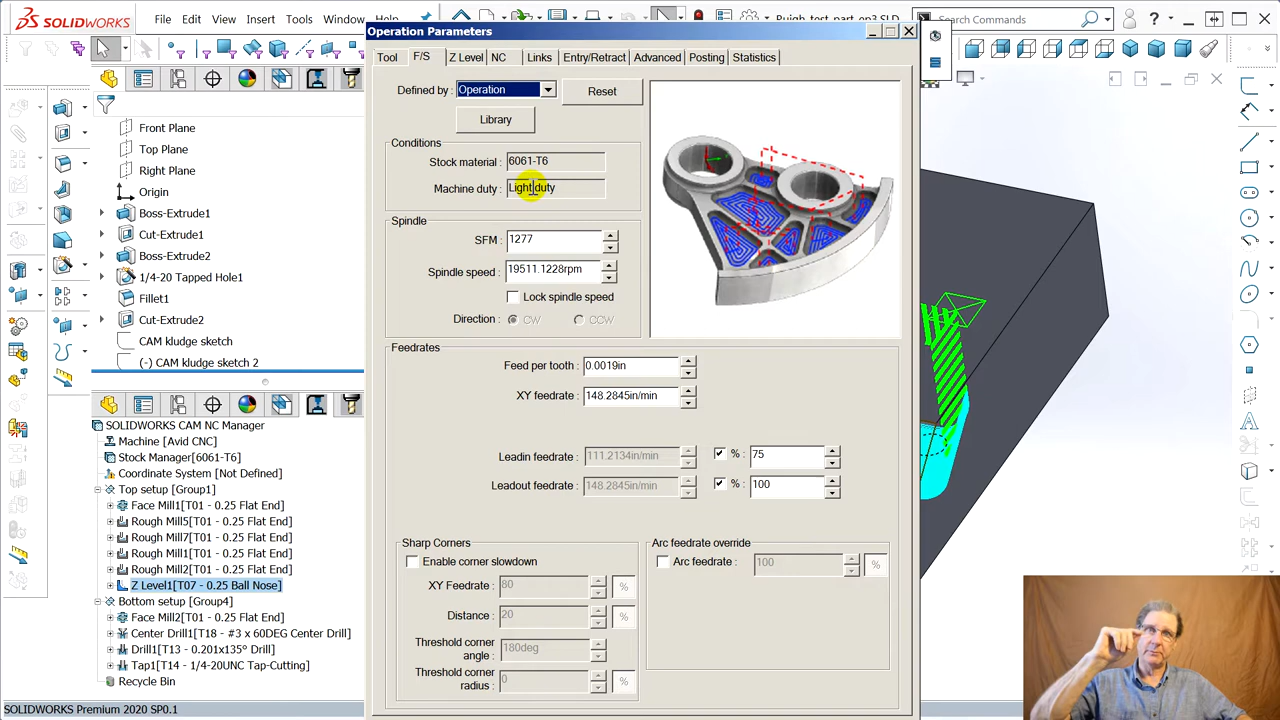 SOLIDWORKS
File
Edit
View
Insert
Tools
Window
Ruigh_test_part_ep3.SLDPRT
Search Commands
Operation Parameters
Tool
F/S
Z Level
NC
Links
Entry/Retract
Advanced
Posting
Statistics
Defined by :
Operation
Reset
Library
Conditions
Stock material :
6061-T6
Machine duty :
Light duty
Spindle
SFM :
1277
Spindle speed :
19511.1228rpm
Lock spindle speed
Direction :
CW
CCW
Feedrates
Feed per tooth :
0.0019in
XY feedrate :
148.2845in/min
Leadin feedrate :
111.2134in/min
% :
75
Leadout feedrate :
148.2845in/min
% :
100
Sharp Corners
Enable corner slowdown
XY Feedrate :
80
%
Distance :
20
%
Threshold corner
angle :
180deg
Threshold corner
radius :
0
%
Arc feedrate override
Arc feedrate :
100
%
Front Plane
Top Plane
Right Plane
Origin
Boss-Extrude1
Cut-Extrude1
Boss-Extrude2
1/4-20 Tapped Hole1
Fillet1
Cut-Extrude2
CAM kludge sketch
(-) CAM kludge sketch 2
SOLIDWORKS CAM NC Manager
Machine [Avid CNC]
Stock Manager[6061-T6]
Coordinate System [Not Defined]
Top setup [Group1]
Face Mill1[T01 - 0.25 Flat End]
Rough Mill5[T01 - 0.25 Flat End]
Rough Mill3[T01 - 0.25 Flat End]
Rough Mill1[T01 - 0.25 Flat End]
Rough Mill2[T01 - 0.25 Flat End]
Z Level1[T07 - 0.25 Ball Nose]
Bottom setup [Group4]
Face Mill2[T01 - 0.25 Flat End]
Center Drill1[T18 - #3 x 60DEG Center Drill]
Drill1[T13 - 0.201x135° Drill]
Tap1[T14 - 1/4-20UNC Tap-Cutting]
Recycle Bin
SOLIDWORKS Premium 2020 SP0.1